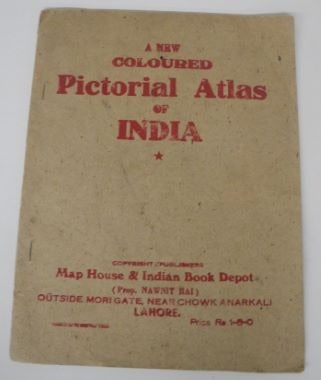 A NEW
COLOURED
Pictorial Atlas
OF
INDIA
COPYRIGHT PUBLISHERS
Map House & Indian Book Depot
(Prop. NAWNIT RAI)
OUTSIDE MORI GATE, NEAR CHOWK ANARKALI
LAHORE.
Price Re 1-8-0